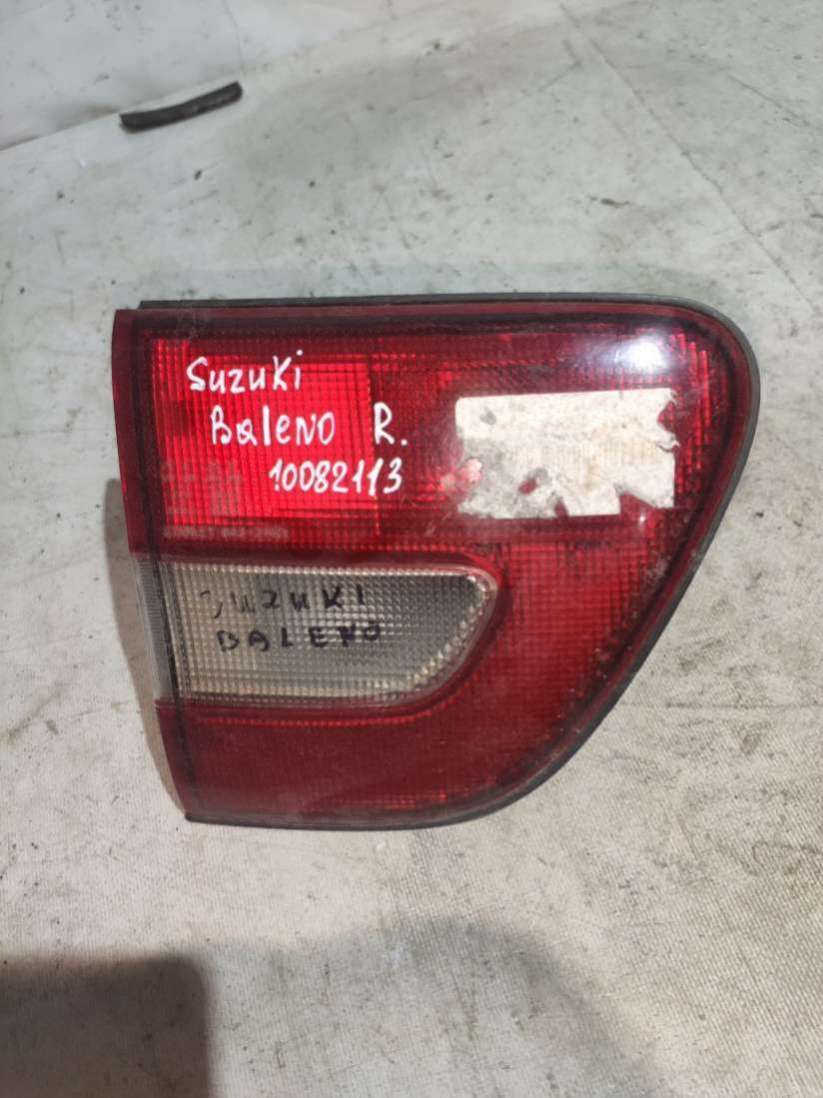 Suzuki
Baleno R.
10082113
SUZUKI
BALENO